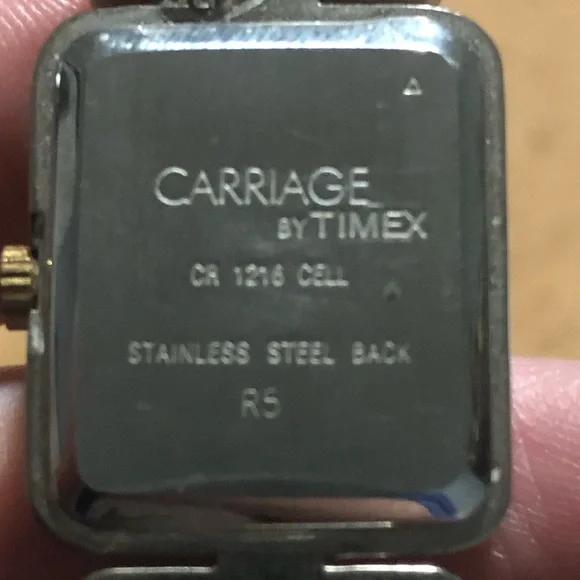 CARRIAGE
BY TIMEX
CR 1216 CELL
STAINLESS STEEL BACK
R5